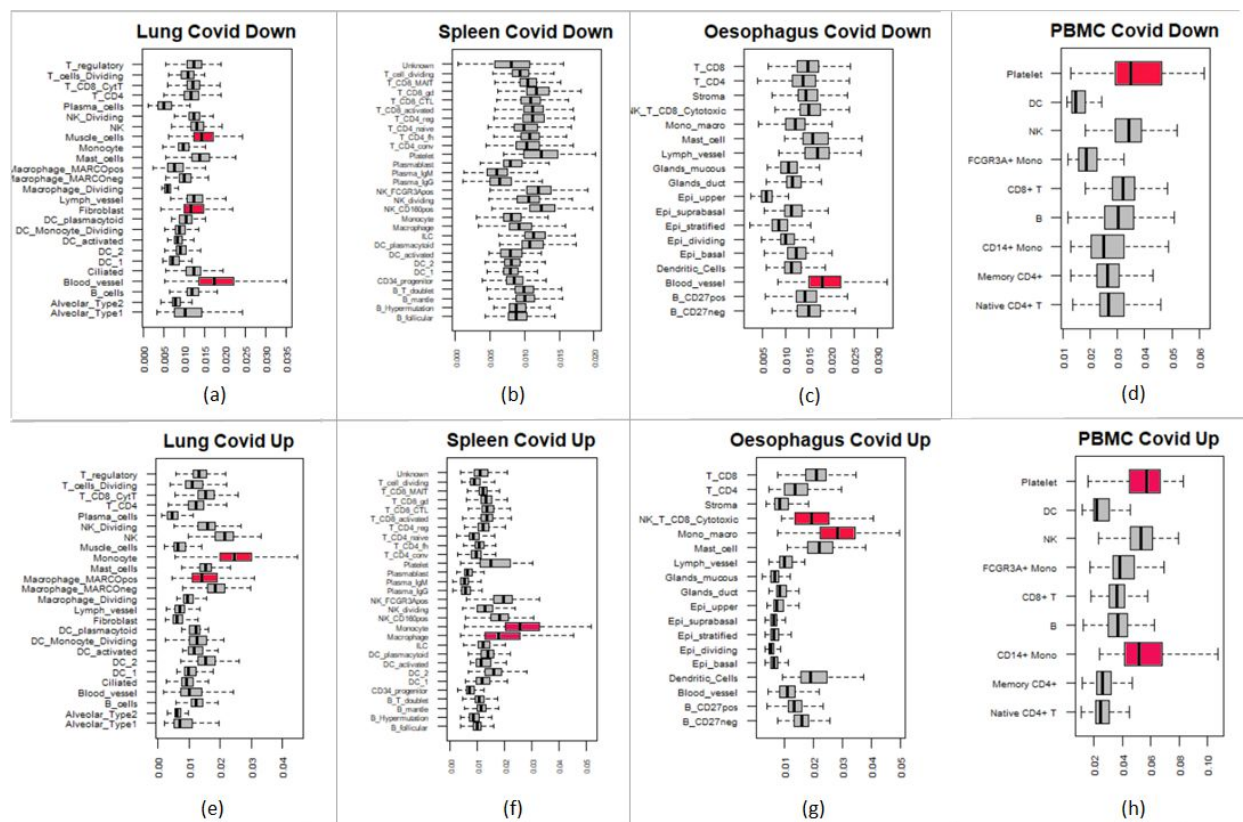 Lung Covid Down
T_regulatory
T_cells_Dividing
T_CD8_CytT
T_CD4
Plasma_cells
NK_Dividing
NK
Muscle_cells
Monocyte
Mast_cells
Macrophage_MARCOpos
Macrophage_MARCOneg
Macrophage_Dividing
Lymph_vessel
Fibroblast
DC_plasmacytoid
DC_Monocyte_Dividing
DC_activated
DC_2
DC_1
Ciliated
Blood_vessel
B_cells
Alveolar_Type2
Alveolar_Type1
0.000 0.005 0.010 0.015 0.020 0.025 0.030 0.035
(a)
Spleen Covid Down
Unknown
T_cell_dividing
T_CD8_MAIT
T_CD8_gd
T_CD8_CTL
T_CD8_activated
T_CD4_reg
T_CD4_naive
T_CD4_fh
T_CD4_conv
Platelet
Plasmablast
Plasma_IgM
Plasma_IgG
NK_FCGR3Apos
NK_dividing
NK_CD160pos
Monocyte
Macrophage
ILC
DC_plasmacytoid
DC_activated
DC_2
DC_1
CD34_progenitor
B_T_doublet
B_mantle
B_Hypermutation
B_follicular
0.000 0.005 0.010 0.015 0.020
(b)
Oesophagus Covid Down
T_CD8
T_CD4
Stroma
NK_T_CD8_Cytotoxic
Mono_macro
Mast_cell
Lymph_vessel
Glands_mucous
Glands_duct
Epi_upper
Epi_suprabasal
Epi_stratified
Epi_dividing
Epi_basal
Dendritic_Cells
Blood_vessel
B_CD27pos
B_CD27neg
0.005 0.010 0.015 0.020 0.025 0.030
(c)
PBMC Covid Down
Platelet
DC
NK
FCGR3A+ Mono
CD8+ T
B
CD14+ Mono
Memory CD4+
Native CD4+ T
0.01 0.02 0.03 0.04 0.05 0.06
(d)
Lung Covid Up
T_regulatory
T_cells_Dividing
T_CD8_CytT
T_CD4
Plasma_cells
NK_Dividing
NK
Muscle_cells
Monocyte
Mast_cells
Macrophage_MARCOpos
Macrophage_MARCOneg
Macrophage_Dividing
Lymph_vessel
Fibroblast
DC_plasmacytoid
DC_Monocyte_Dividing
DC_activated
DC_2
DC_1
Ciliated
Blood_vessel
B_cells
Alveolar_Type2
Alveolar_Type1
0.00 0.01 0.02 0.03 0.04
(e)
Spleen Covid Up
Unknown
T_cell_dividing
T_CD8_MAIT
T_CD8_gd
T_CD8_CTL
T_CD8_activated
T_CD4_reg
T_CD4_naive
T_CD4_fh
T_CD4_conv
Platelet
Plasmablast
Plasma_IgM
Plasma_IgG
NK_FCGR3Apos
NK_dividing
NK_CD160pos
Monocyte
Macrophage
ILC
DC_plasmacytoid
DC_activated
DC_2
DC_1
CD34_progenitor
B_T_doublet
B_mantle
B_Hypermutation
B_follicular
0.00 0.01 0.02 0.03 0.04 0.05
(f)
Oesophagus Covid Up
T_CD8
T_CD4
Stroma
NK_T_CD8_Cytotoxic
Mono_macro
Mast_cell
Lymph_vessel
Glands_mucous
Glands_duct
Epi_upper
Epi_suprabasal
Epi_stratified
Epi_dividing
Epi_basal
Dendritic_Cells
Blood_vessel
B_CD27pos
B_CD27neg
0.00 0.01 0.02 0.03 0.04 0.05
(g)
PBMC Covid Up
Platelet
DC
NK
FCGR3A+ Mono
CD8+ T
B
CD14+ Mono
Memory CD4+
Native CD4+ T
0.02 0.04 0.06 0.08 0.10
(h)